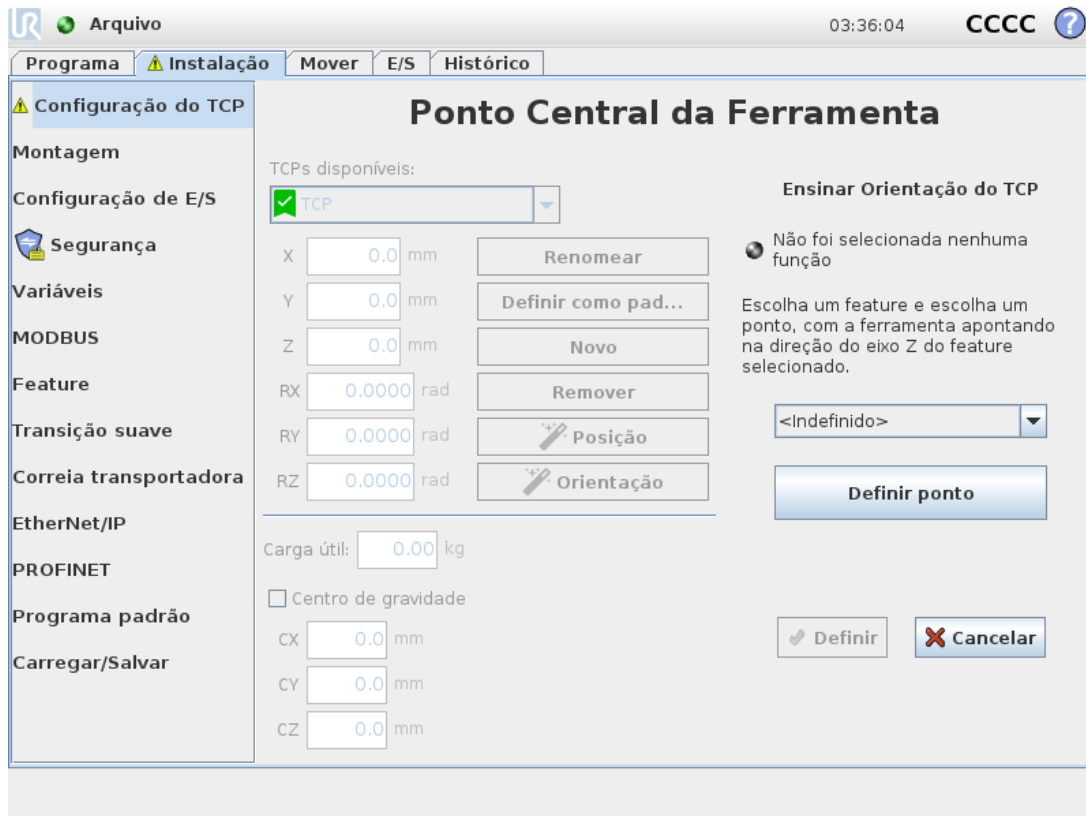 Arquivo
03:36:04
CCCC
?
Programa
Instalação
Mover
E/S
Histórico
Configuração do TCP
Montagem
Configuração de E/S
Segurança
Variáveis
MODBUS
Feature
Transição suave
Correia transportadora
EtherNet/IP
PROFINET
Programa padrão
Carregar/Salvar
Ponto Central da Ferramenta
TCPs disponíveis:
TCP
X 0.0 mm
Y 0.0 mm
Z 0.0 mm
RX 0.0000 rad
RY 0.0000 rad
RZ 0.0000 rad
Renomear
Definir como pad...
Novo
Remover
Posição
Orientação
Carga útil: 0.00 kg
Centro de gravidade
CX 0.0 mm
CY 0.0 mm
CZ 0.0 mm
Ensinar Orientação do TCP
Não foi selecionada nenhuma
função
Escolha um feature e escolha um
ponto, com a ferramenta apontando
na direção do eixo Z do feature
selecionado.
<Indefinido>
Definir ponto
Definir
Cancelar